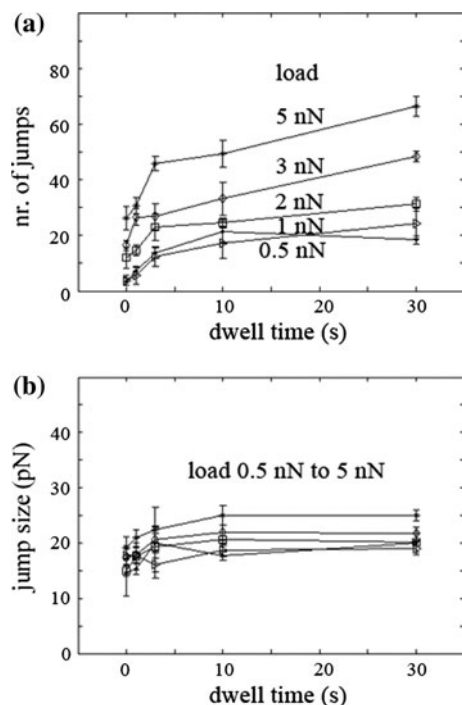 (a)
80
60
40
20
0
nr. of jumps
load
5 nN
3 nN
2 nN
1 nN
0.5 nN
0
10
20
30
dwell time (s)
(b)
50
40
30
20
10
0
jump size (pN)
load 0.5 nN to 5 nN
0
10
20
30
dwell time (s)